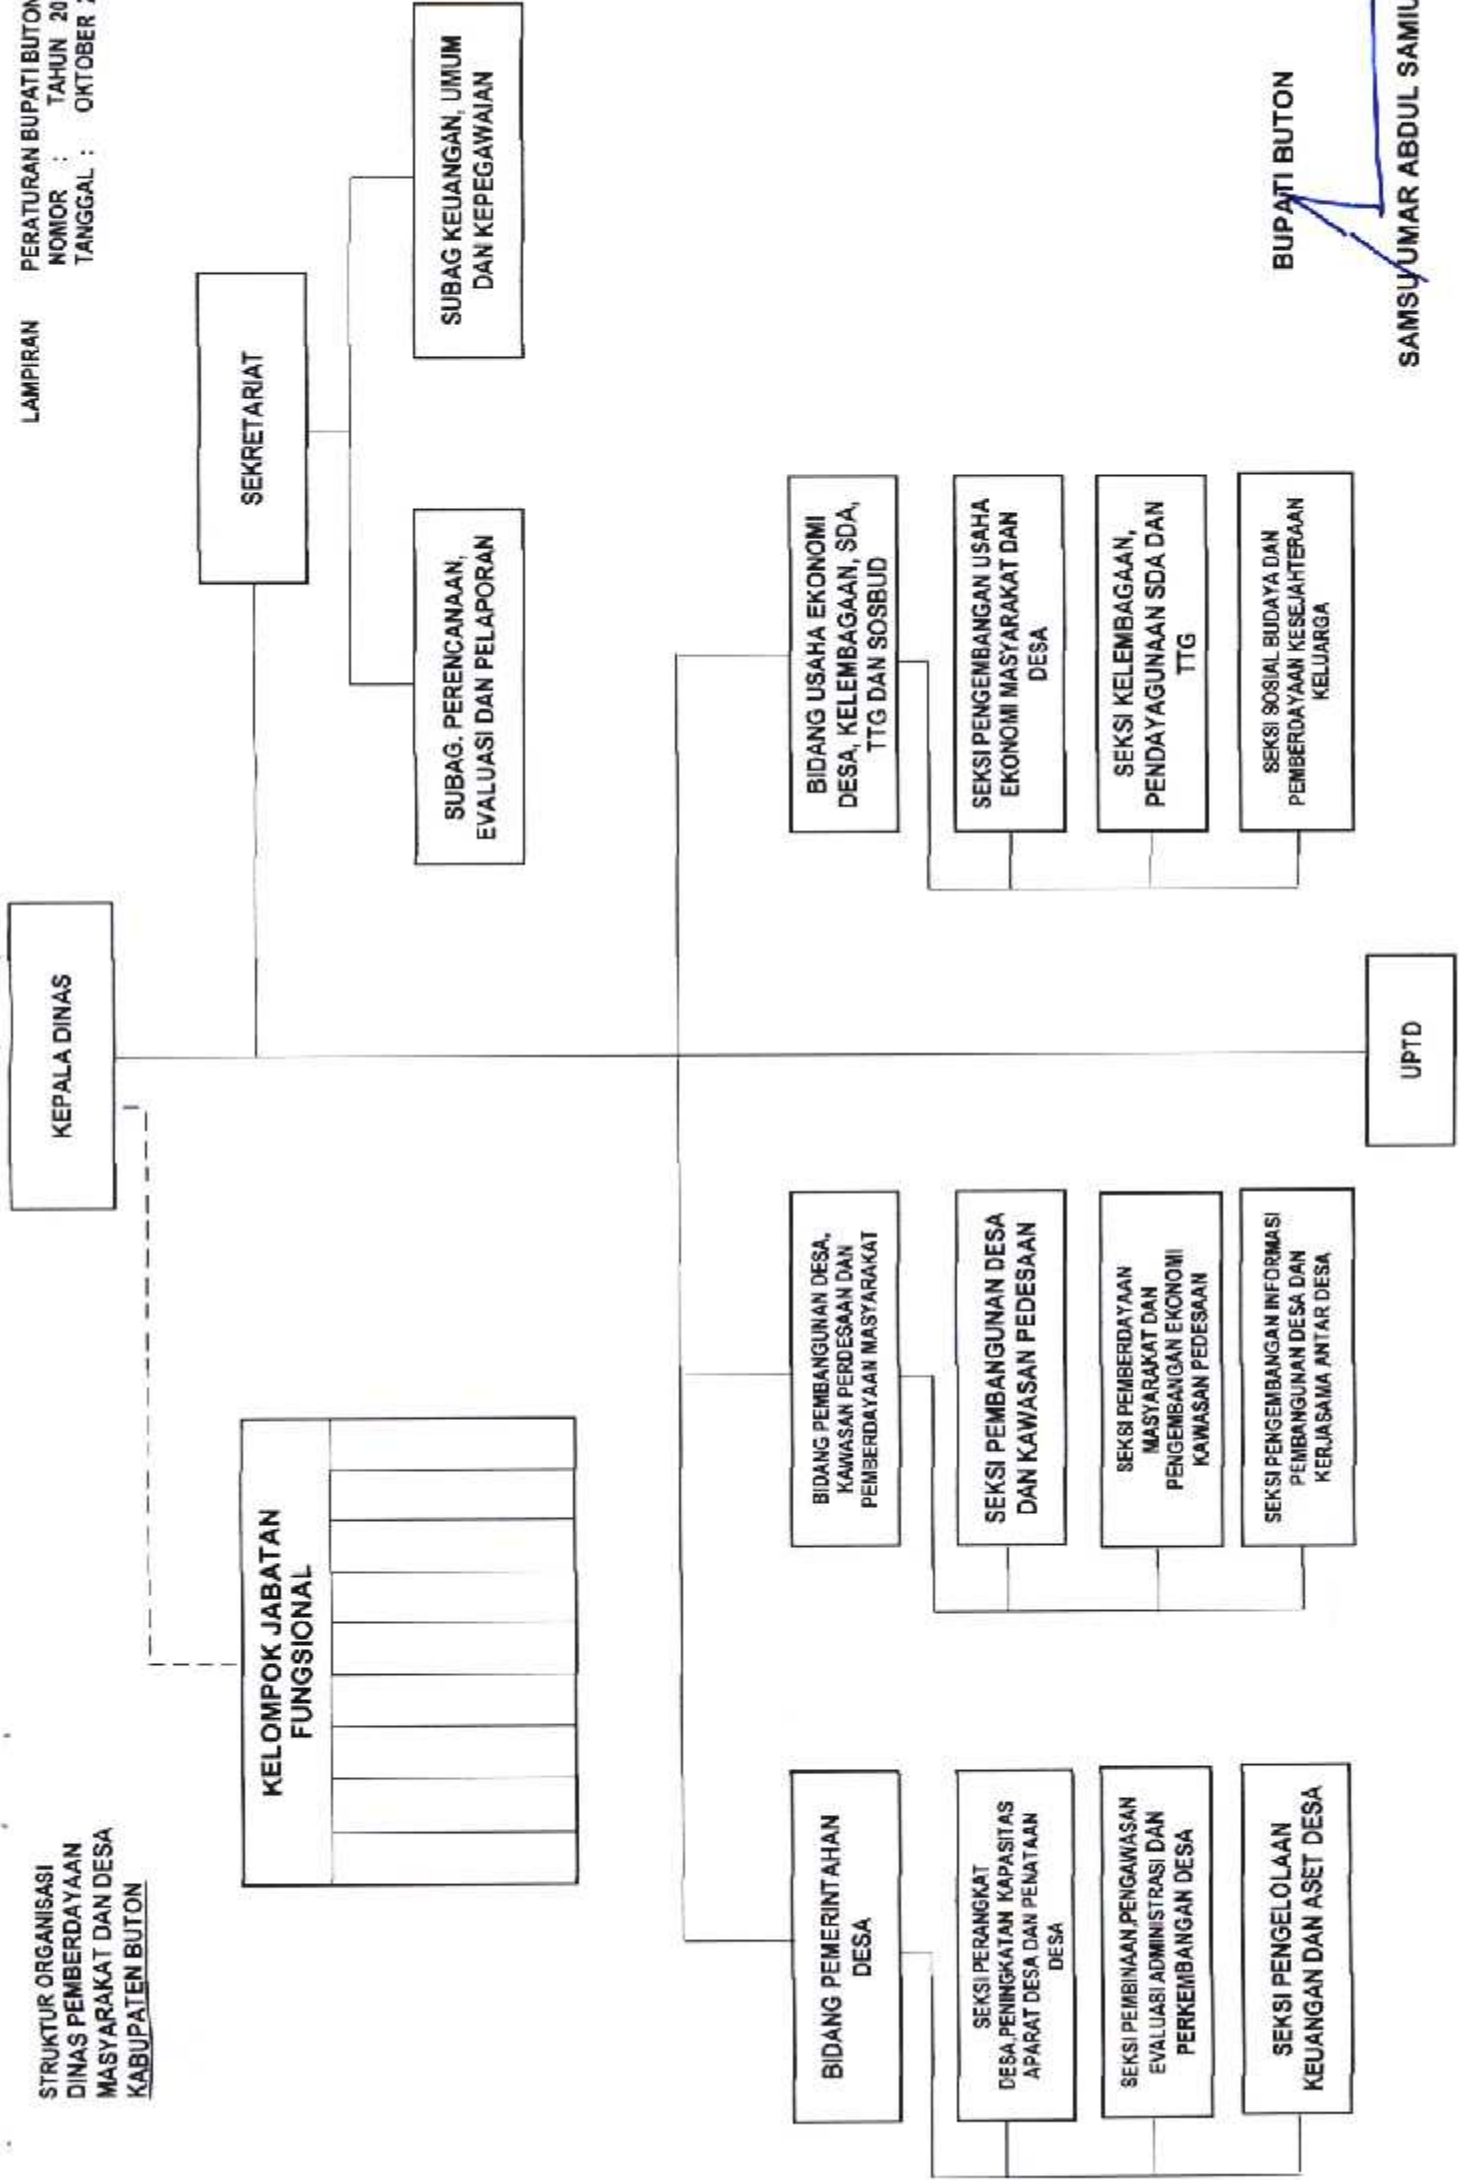 STRUKTUR ORGANISASI
DINAS PEMBERDAYAAN
MASYARAKAT DAN DESA
KABUPATEN BUTON
LAMPIRAN
PERATURAN BUPATI BUTON
NOMOR :
TAHUN 20
TANGGAL :
OKTOBER 2
KEPALA DINAS
SEKRETARIAT
SUBAG. PERENCANAAN,
EVALUASI DAN PELAPORAN
SUBAG KEUANGAN, UMUM
DAN KEPEGAWAIAN
KELOMPOK JABATAN
FUNGSIONAL
BIDANG PEMERINTAHAN
DESA
SEKSI PERANGKAT
DESA,PENINGKATAN KAPASITAS
APARAT DESA DAN PENATAAN
DESA
SEKSI PEMBINAAN,PENGAWASAN
EVALUABI ADMINISTRASI DAN
PERKEMBANGAN DESA
SEKSI PENGELOLAAN
KEUANGAN DAN ASET DESA
BIDANG PEMBANGUNAN DESA,
KAWASAN PERDESAAN DAN
PEMBERDAYAAN MASYARAKAT
SEKSI PEMBANGUNAN DESA
DAN KAWASAN PEDESAAN
SEKSI PEMBERDAYAAN
MASYARAKAT DAN
PENGEMBANGAN EKONOMI
KAWASAN PEDESAAN
SEKSI PENGEMBANGAN INFORMASI
PEMBANGUNAN DESA DAN
KERJASAMA ANTAR DESA
BIDANG USAHA EKONOMI
DESA, KELEMBAGAAN, SDA,
TTG DAN SOSBUD
SEKSI PENGEMBANGAN USAHA
EKONOMI MASYARAKAT DAN
DESA
SEKSI KELEMBAGAAN,
PENDAYAGUNAAN SDA DAN
TTG
SEKSI SOSIAL BUDAYA DAN
PEMBERDAYAAN KESEJAHTERAAN
KELUARGA
UPTD
BUPATI BUTON
SAMSU UMAR ABDUL SAMIU